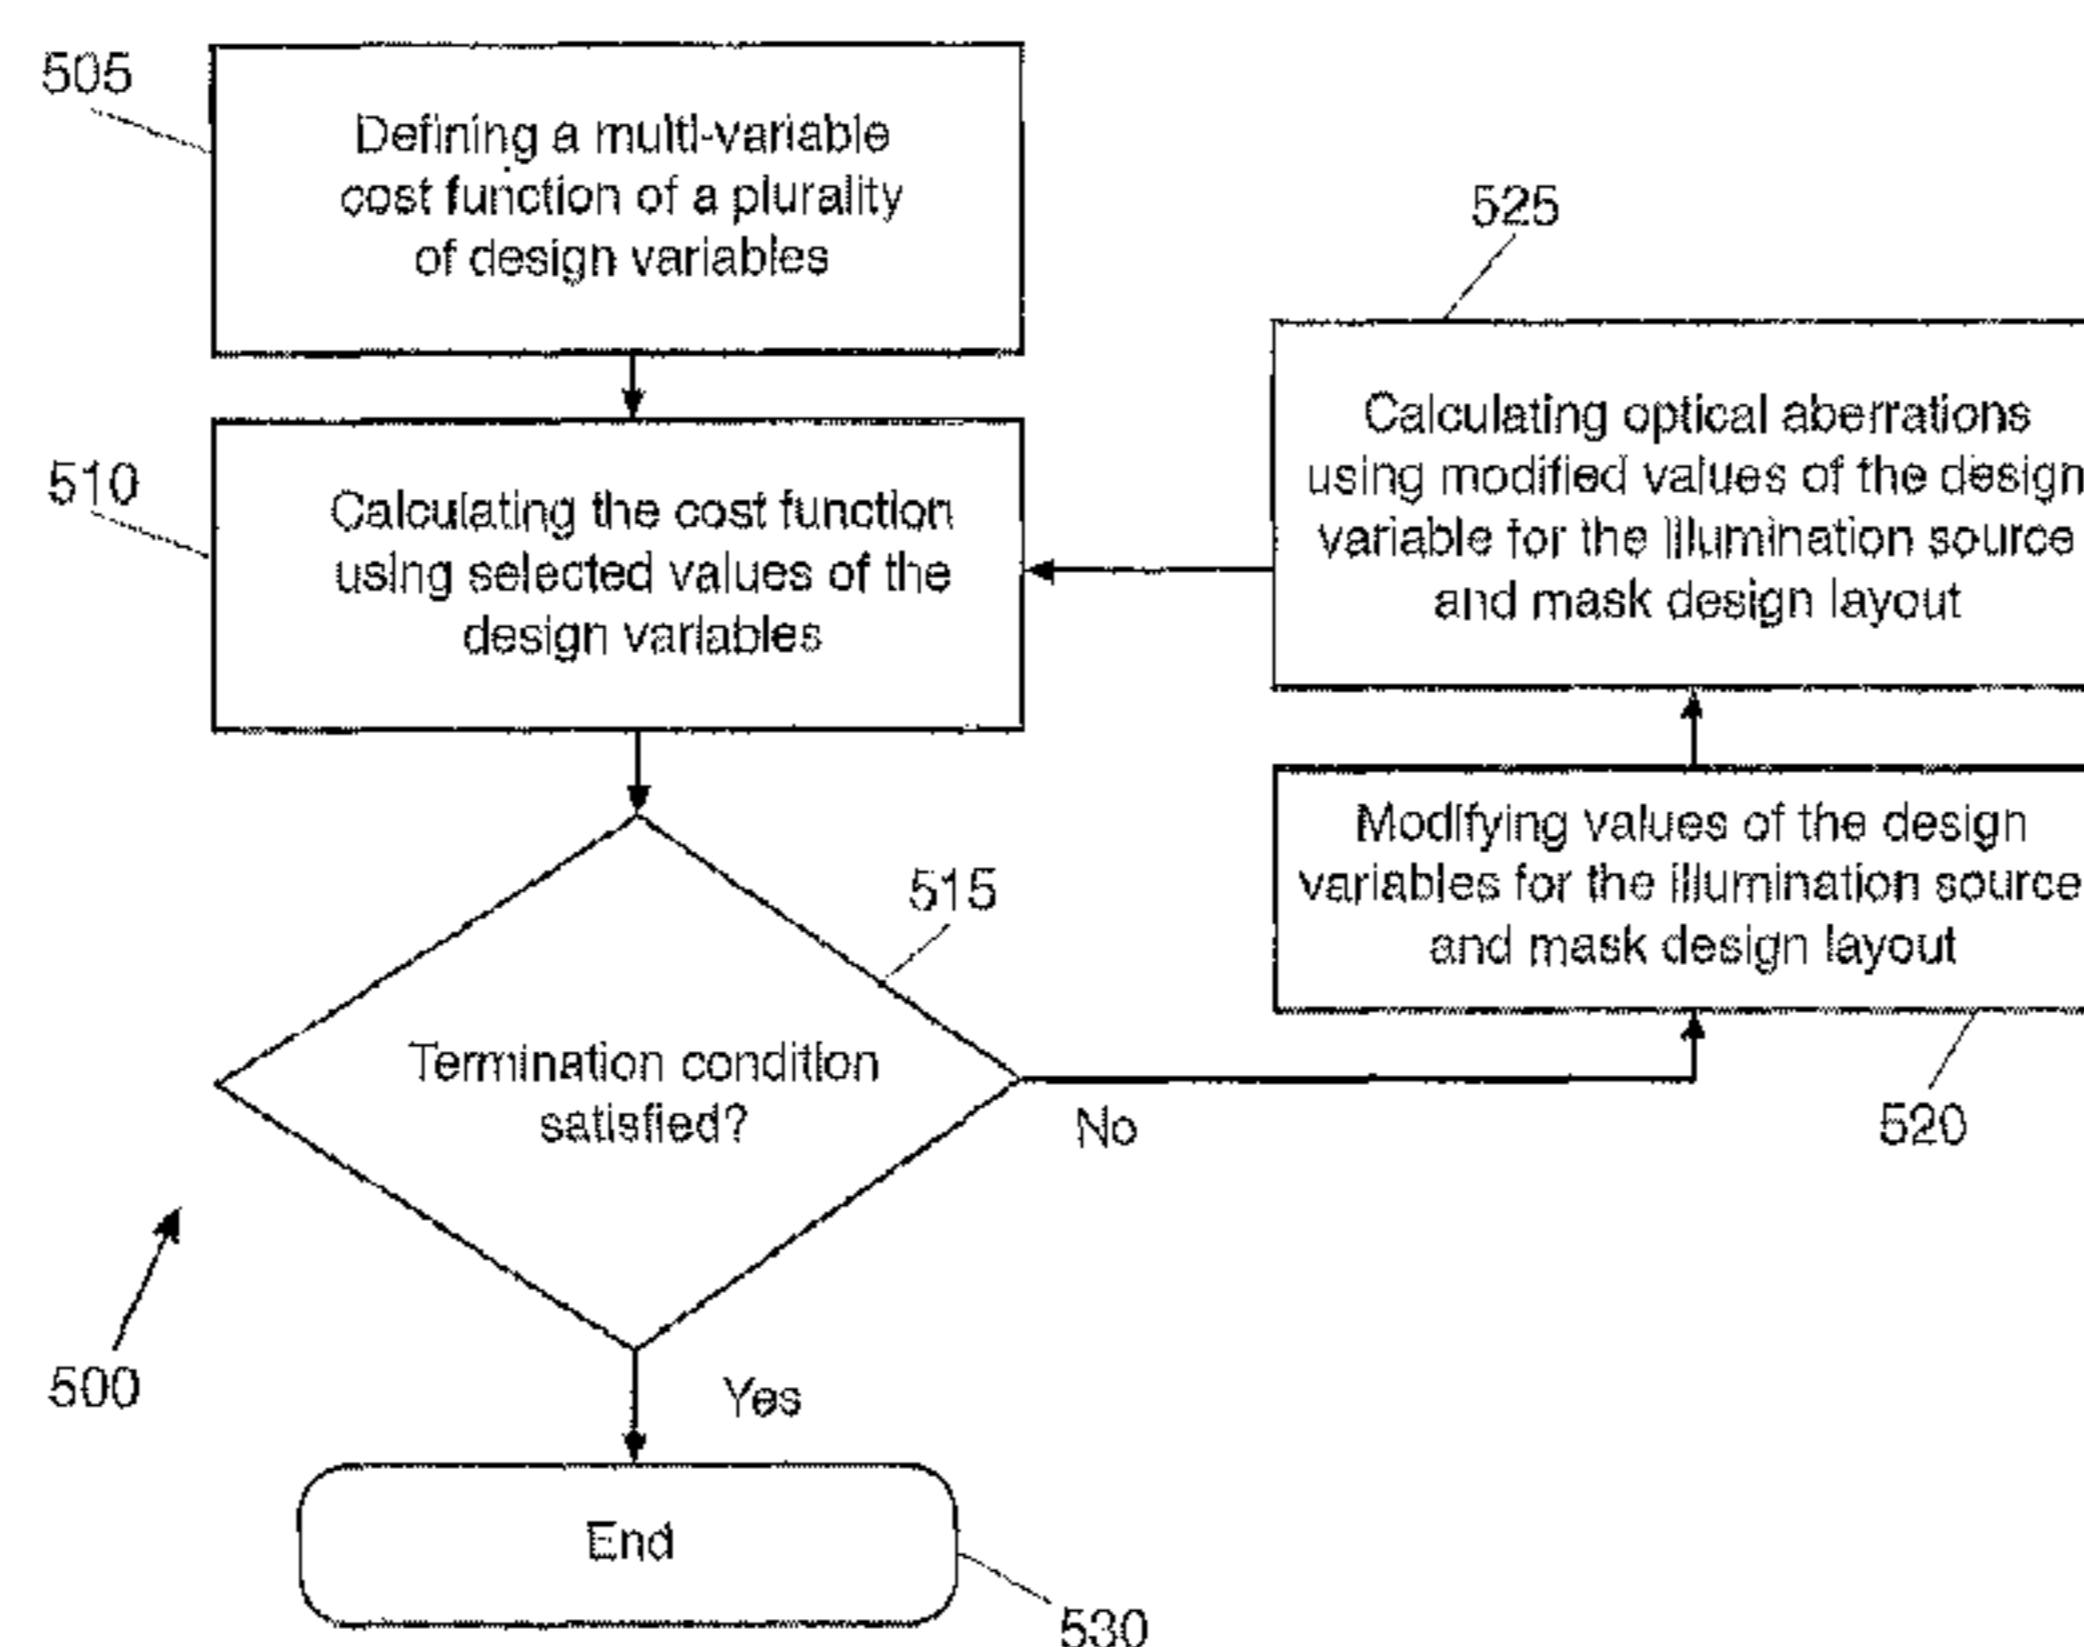 505
Defining a multi-variable
cost function of a plurality
of design variables
510
Calculating the cost function
using selected values of the
design variables
525
Calculating optical aberrations
using modified values of the design
variable for the illumination source
and mask design layout
Modifying values of the design
variables for the illumination source
and mask design layout
520
515
Termination condition
satisfied?
No
500
Yes
End
530